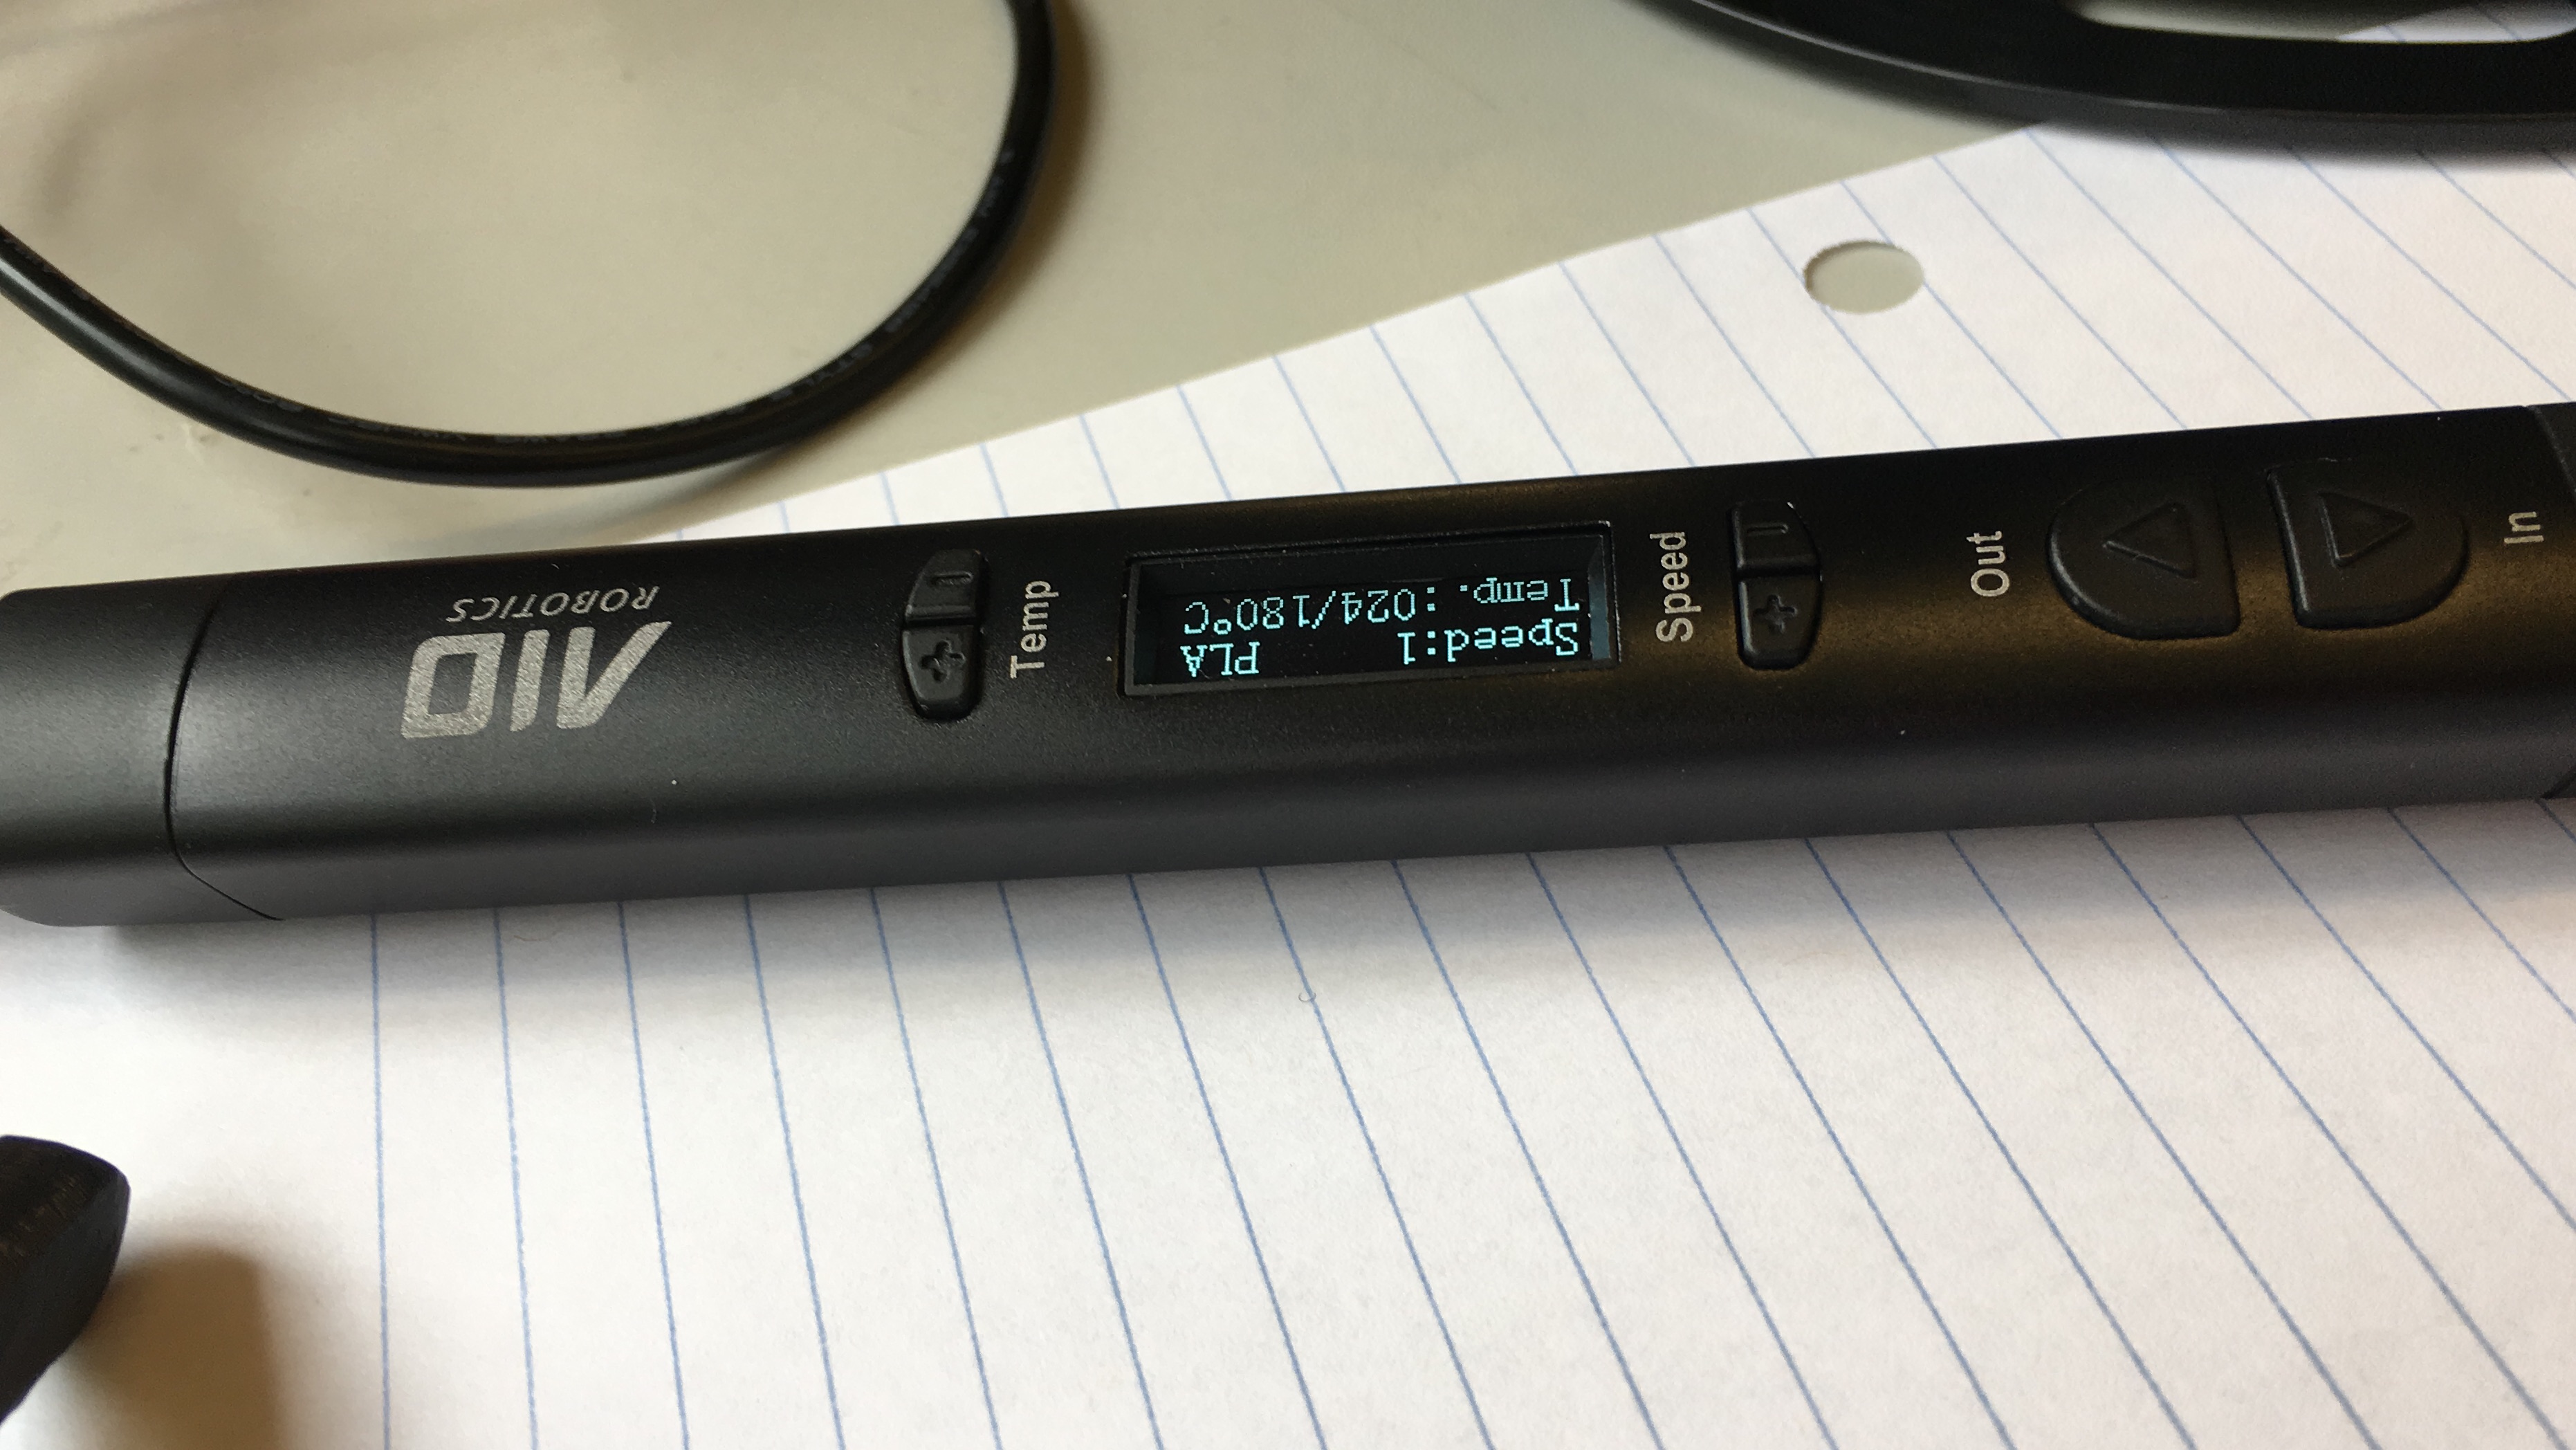 AIO
ROBOTICS
- +
Temp
Speed:1 PLA
Temp.:024/180°C
Speed
- +
Out
In